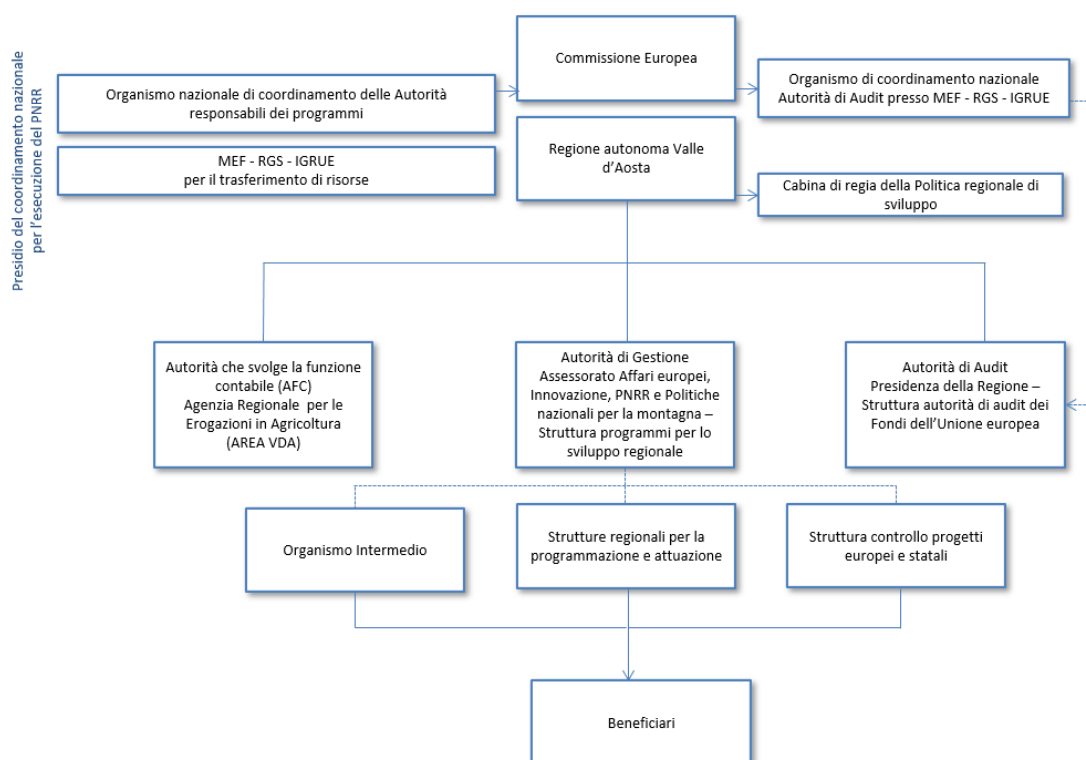 Presidio del coordinamento nazionale
per l'esecuzione del PNRR
Commissione Europea
Organismo nazionale di coordinamento delle Autorità
responsabili dei programmi
Organismo di coordinamento nazionale
Autorità di Audit presso MEF - RGS - IGRUE
MEF - RGS - IGRUE
per il trasferimento di risorse
Regione autonoma Valle
d’Aosta
Cabina di regia della Politica regionale di
sviluppo
Autorità che svolge la funzione
contabile (AFC)
Agenzia Regionale per le
Erogazioni in Agricoltura
(AREA VDA)
Autorità di Gestione
Assessorato Affari europei,
Innovazione, PNRR e Politiche
nazionali per la montagna –
Struttura programmi per lo
sviluppo regionale
Autorità di Audit
Presidenza della Regione –
Struttura autorità di audit dei
Fondi dell’Unione europea
Organismo Intermedio
Strutture regionali per la
programmazione e attuazione
Struttura controllo progetti
europei e statali
Beneficiari